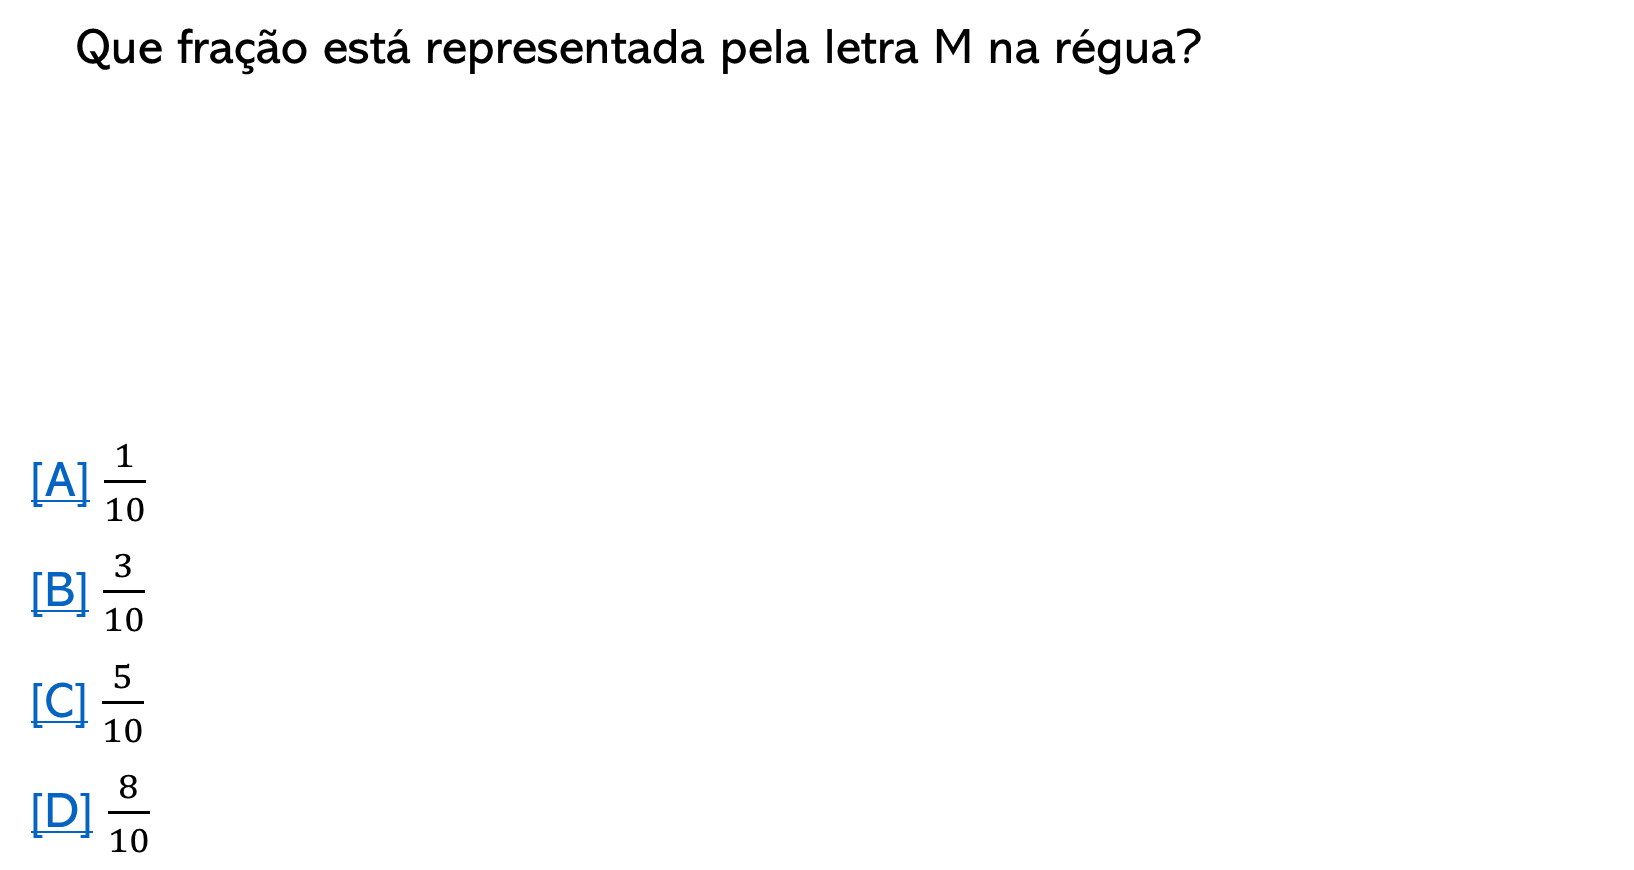 Que fração está representada pela letra M na régua?
[A] 1/10
[B] 3/10
[C] 5/10
[D] 8/10